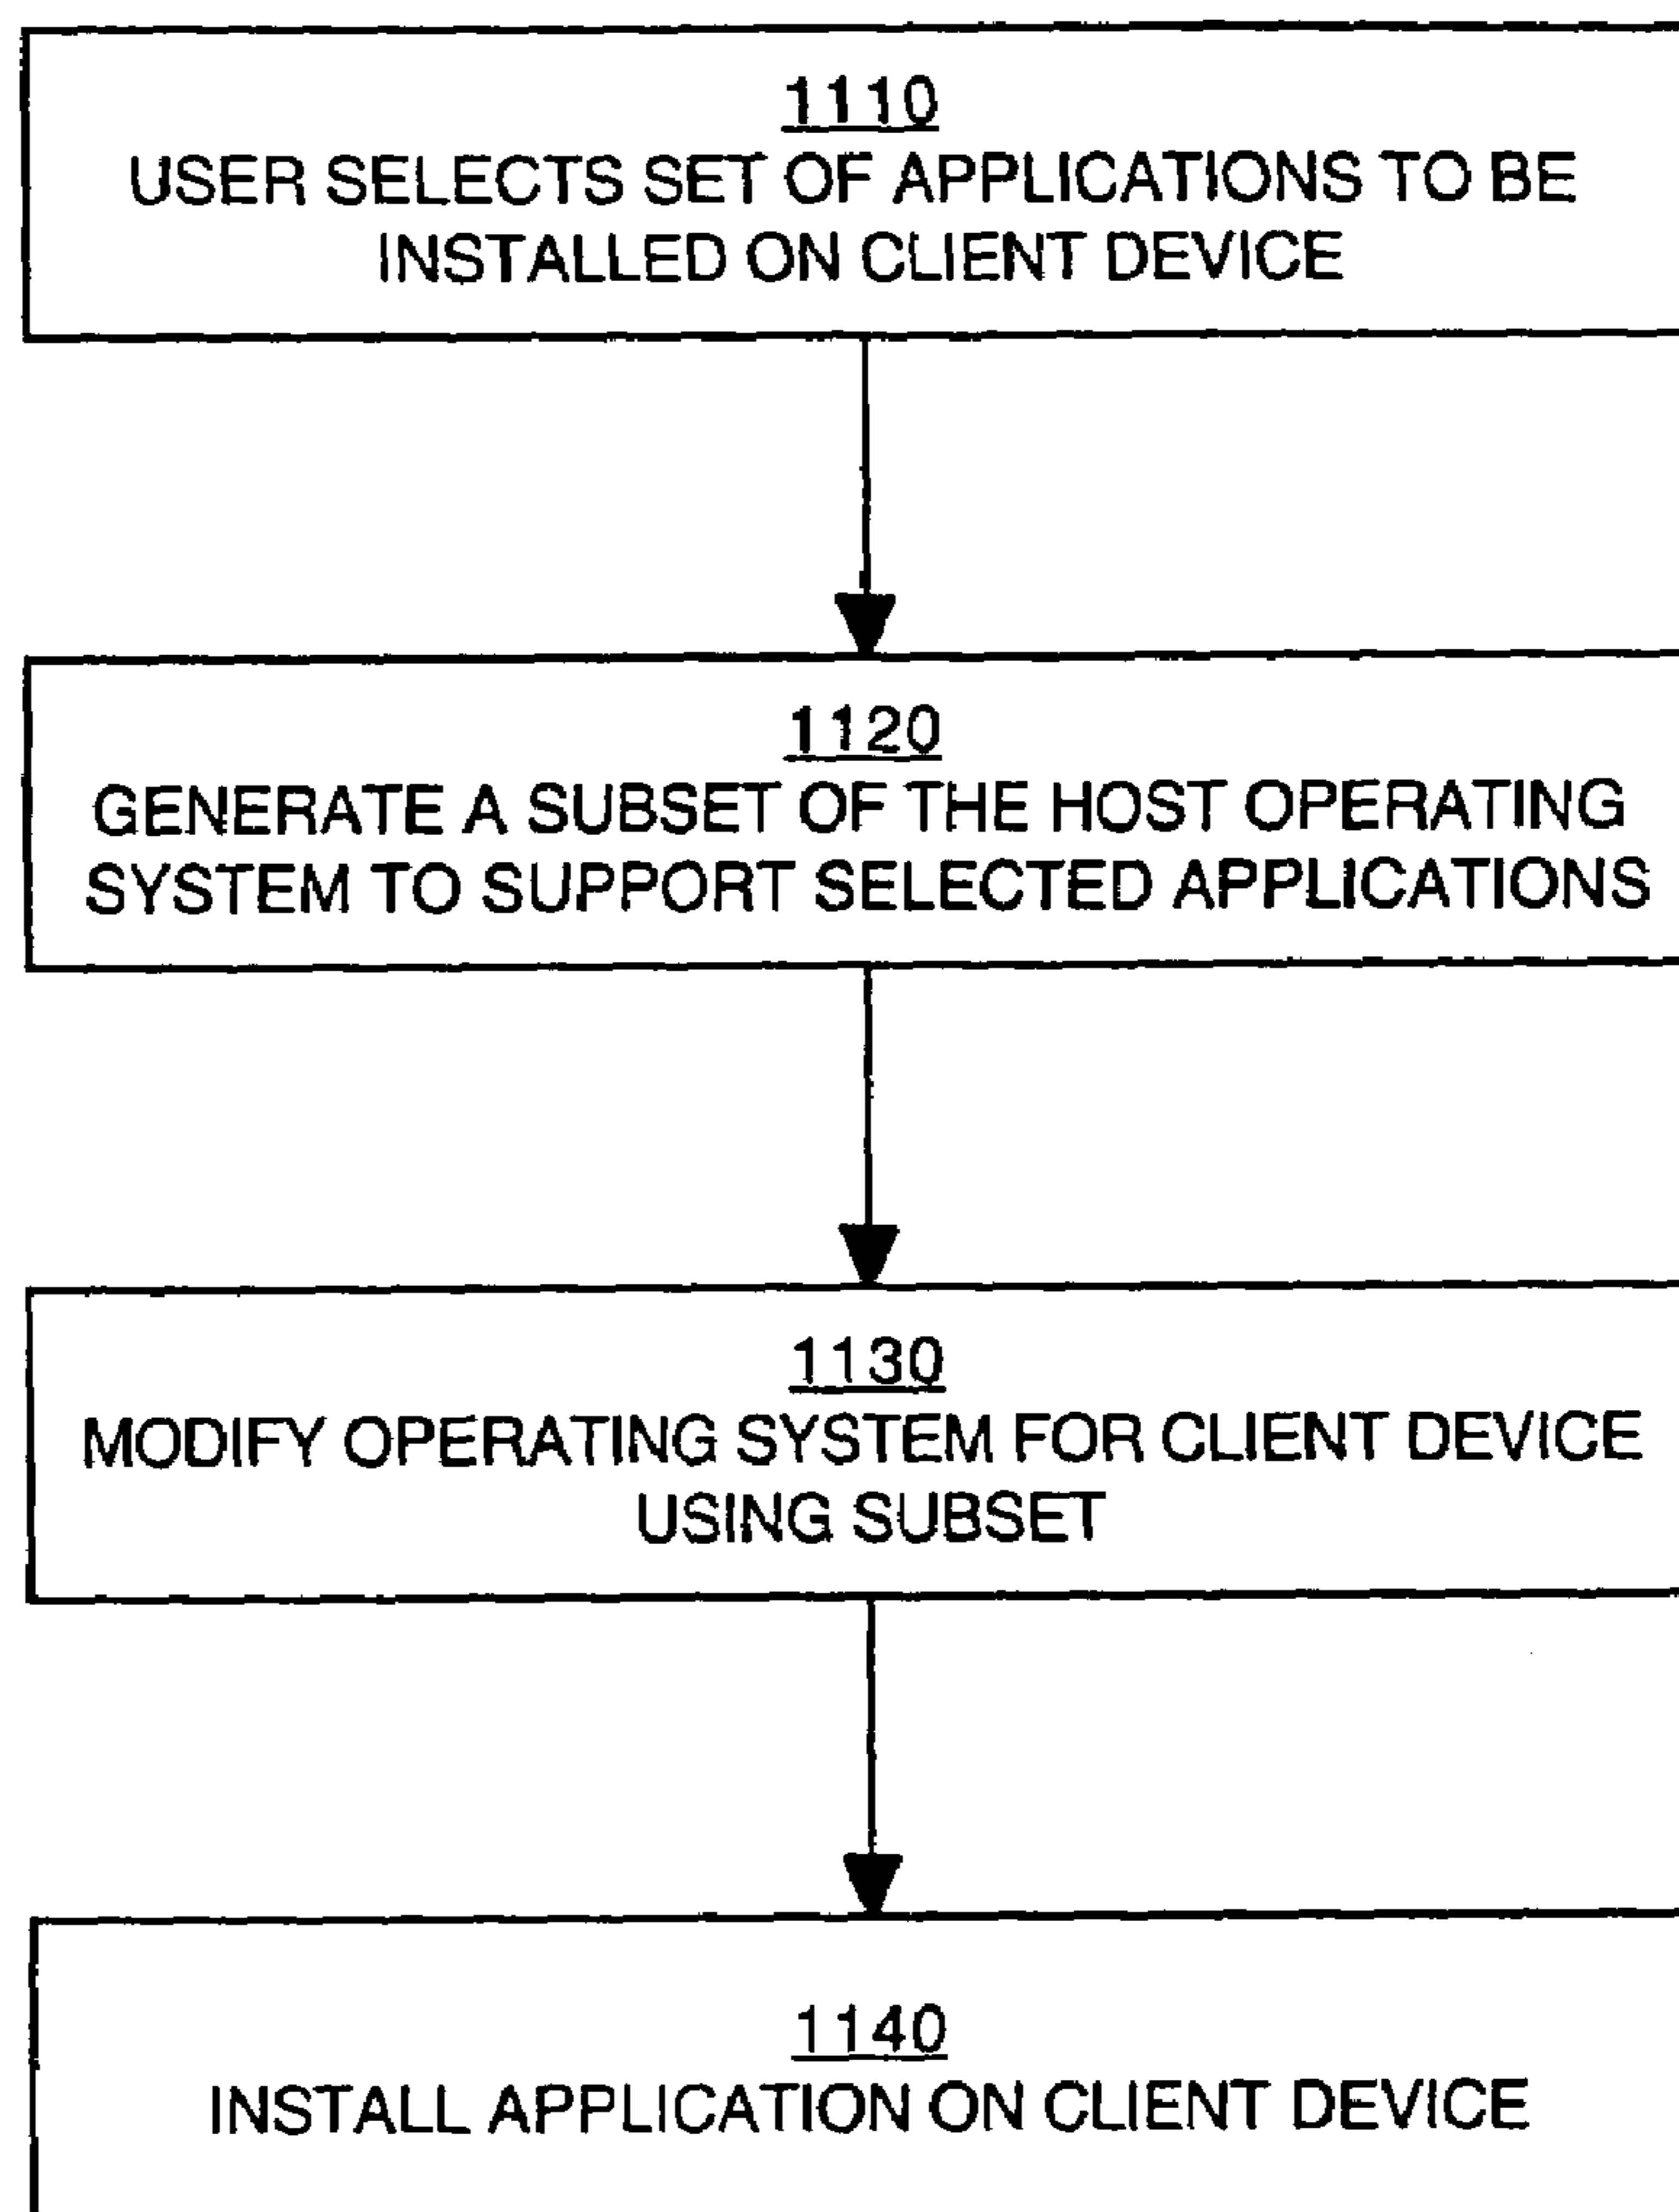 1110
USER SELECTS SET OF APPLICATIONS TO BE
INSTALLED ON CLIENT DEVICE
1120
GENERATE A SUBSET OF THE HOST OPERATING
SYSTEM TO SUPPORT SELECTED APPLICATIONS
1130
MODIFY OPERATING SYSTEM FOR CLIENT DEVICE
USING SUBSET
1140
INSTALL APPLICATION ON CLIENT DEVICE